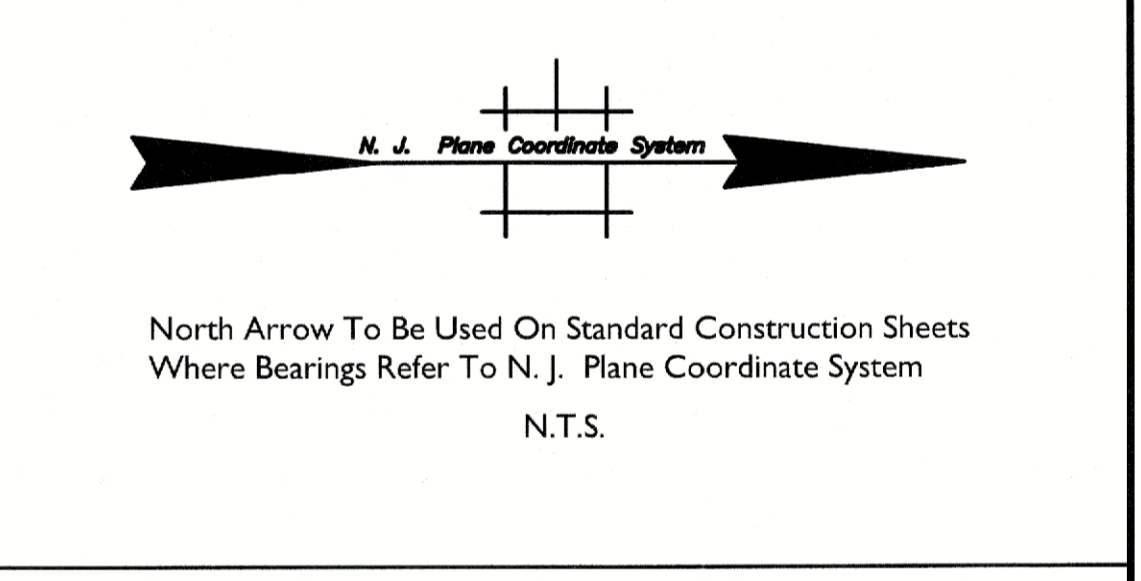 N. J. Plane Coordinate System
North Arrow To Be Used On Standard Construction Sheets
Where Bearings Refer To N. J. Plane Coordinate System
N.T.S.